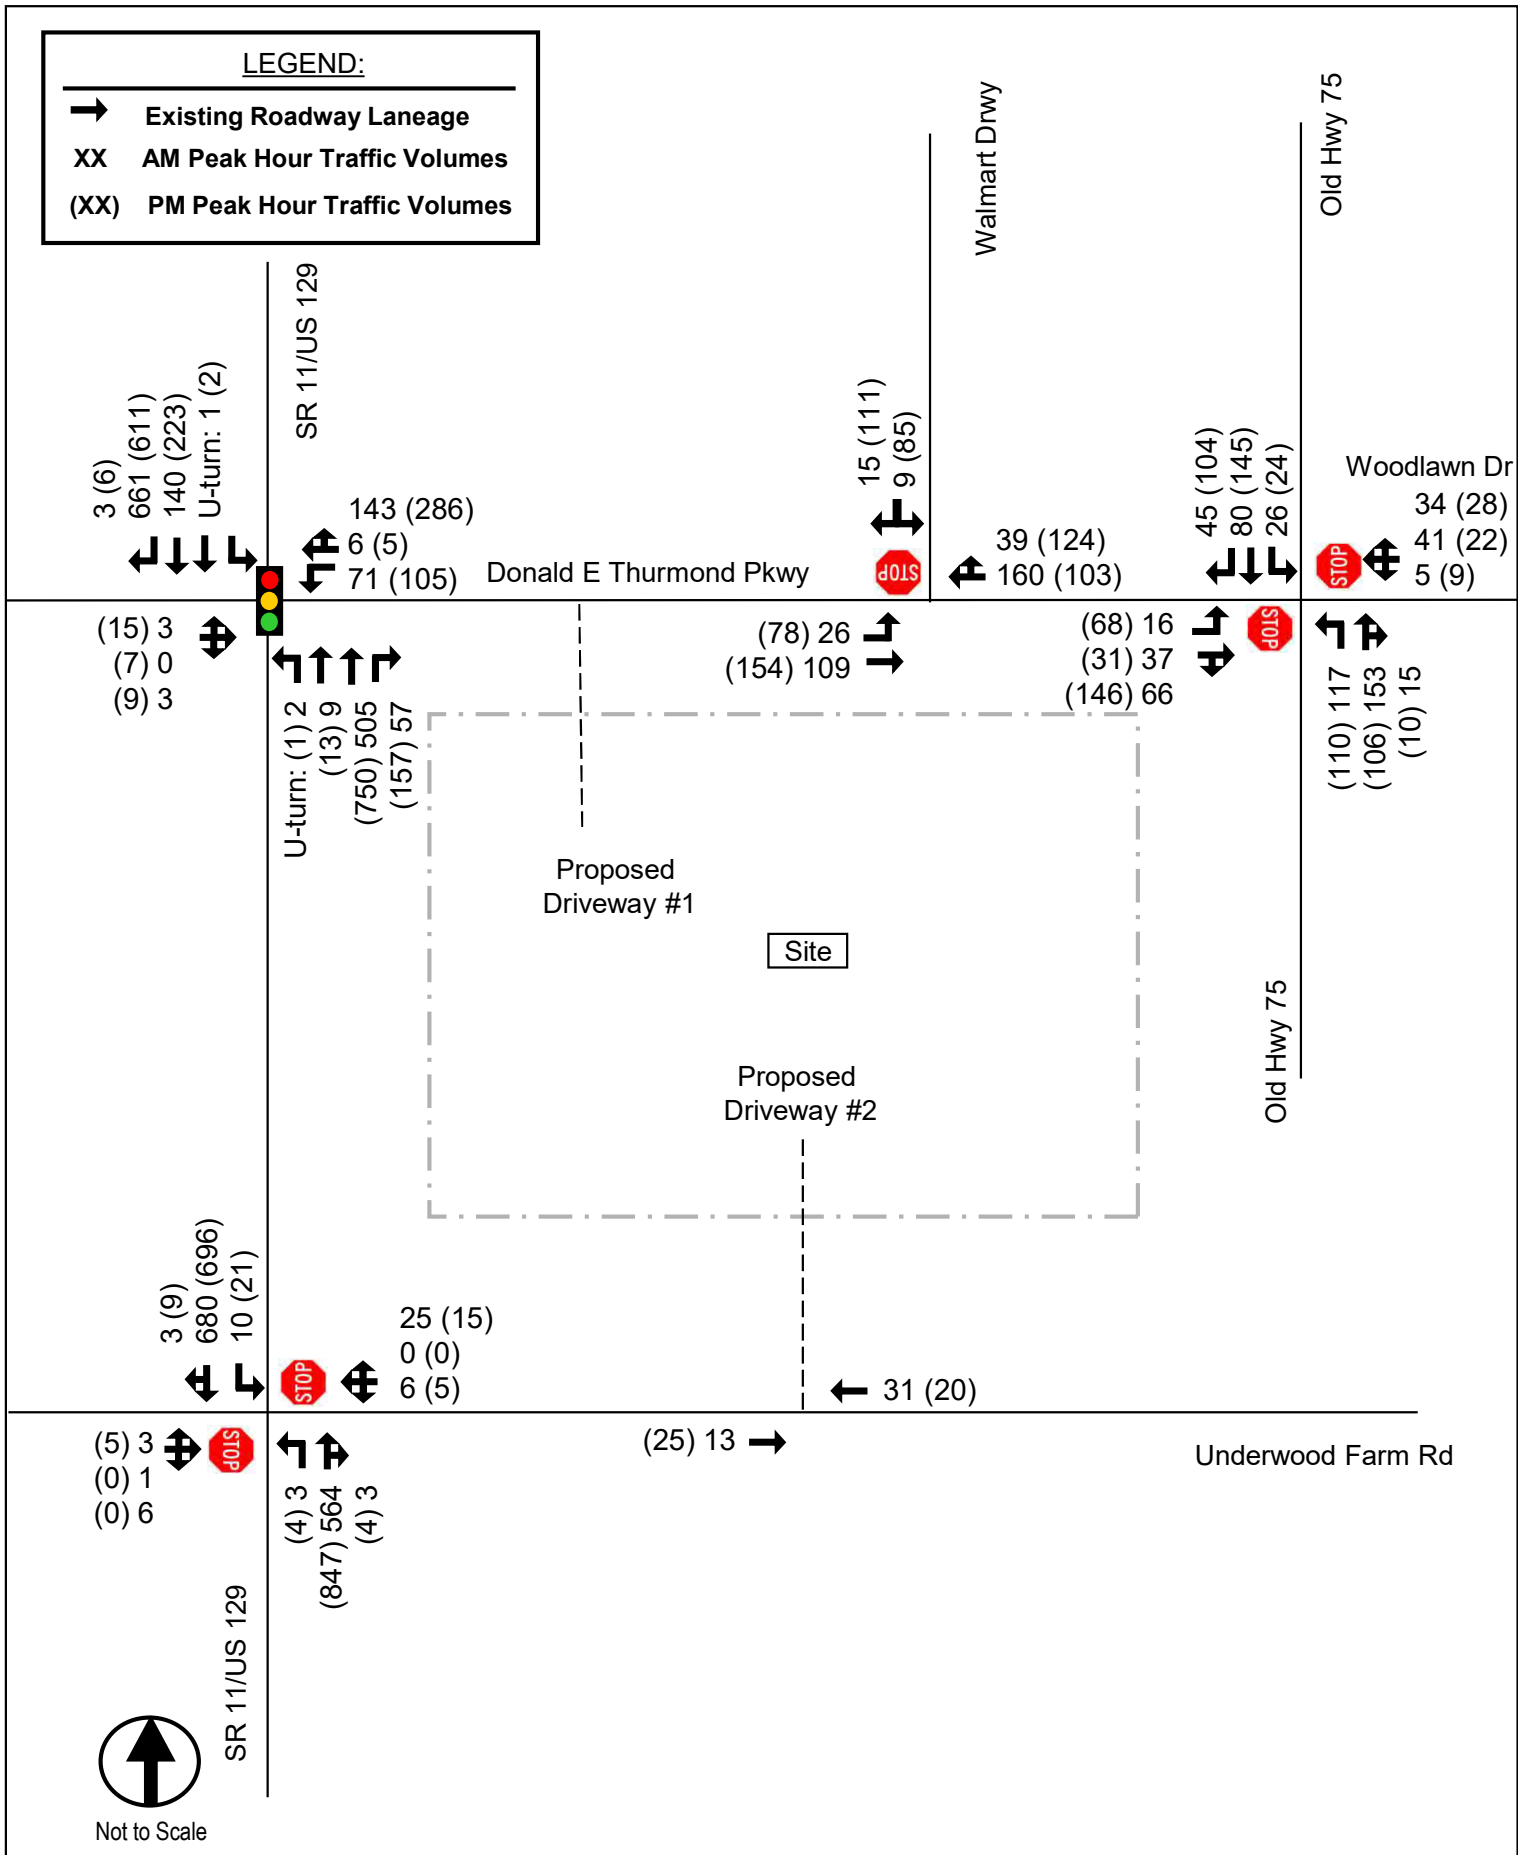 LEGEND:
Existing Roadway Laneage
XX AM Peak Hour Traffic Volumes
(XX) PM Peak Hour Traffic Volumes
Walmart Drwy
Old Hwy 75
SR 11/US 129
3 (6)
661 (611)
140 (223)
U-turn: 1 (2)
143 (286)
6 (5)
71 (105)
Donald E Thurmond Pkwy
15 (111)
9 (85)
STOP
39 (124)
160 (103)
45 (104)
80 (145)
26 (24)
Woodlawn Dr
34 (28)
41 (22)
5 (9)
STOP
(15) 3
(7) 0
(9) 3
U-turn: (1) 2
(13) 9
(750) 505
(157) 57
(78) 26
(154) 109
(68) 16
(31) 37
(146) 66
STOP
(110) 117
(106) 153
(10) 15
Proposed
Driveway #1
Site
Proposed
Driveway #2
Old Hwy 75
3 (9)
680 (696)
10 (21)
STOP
25 (15)
0 (0)
6 (5)
31 (20)
(5) 3
(0) 1
(0) 6
STOP
(4) 3
(847) 564
(4) 3
(25) 13
Underwood Farm Rd
SR 11/US 129
Not to Scale